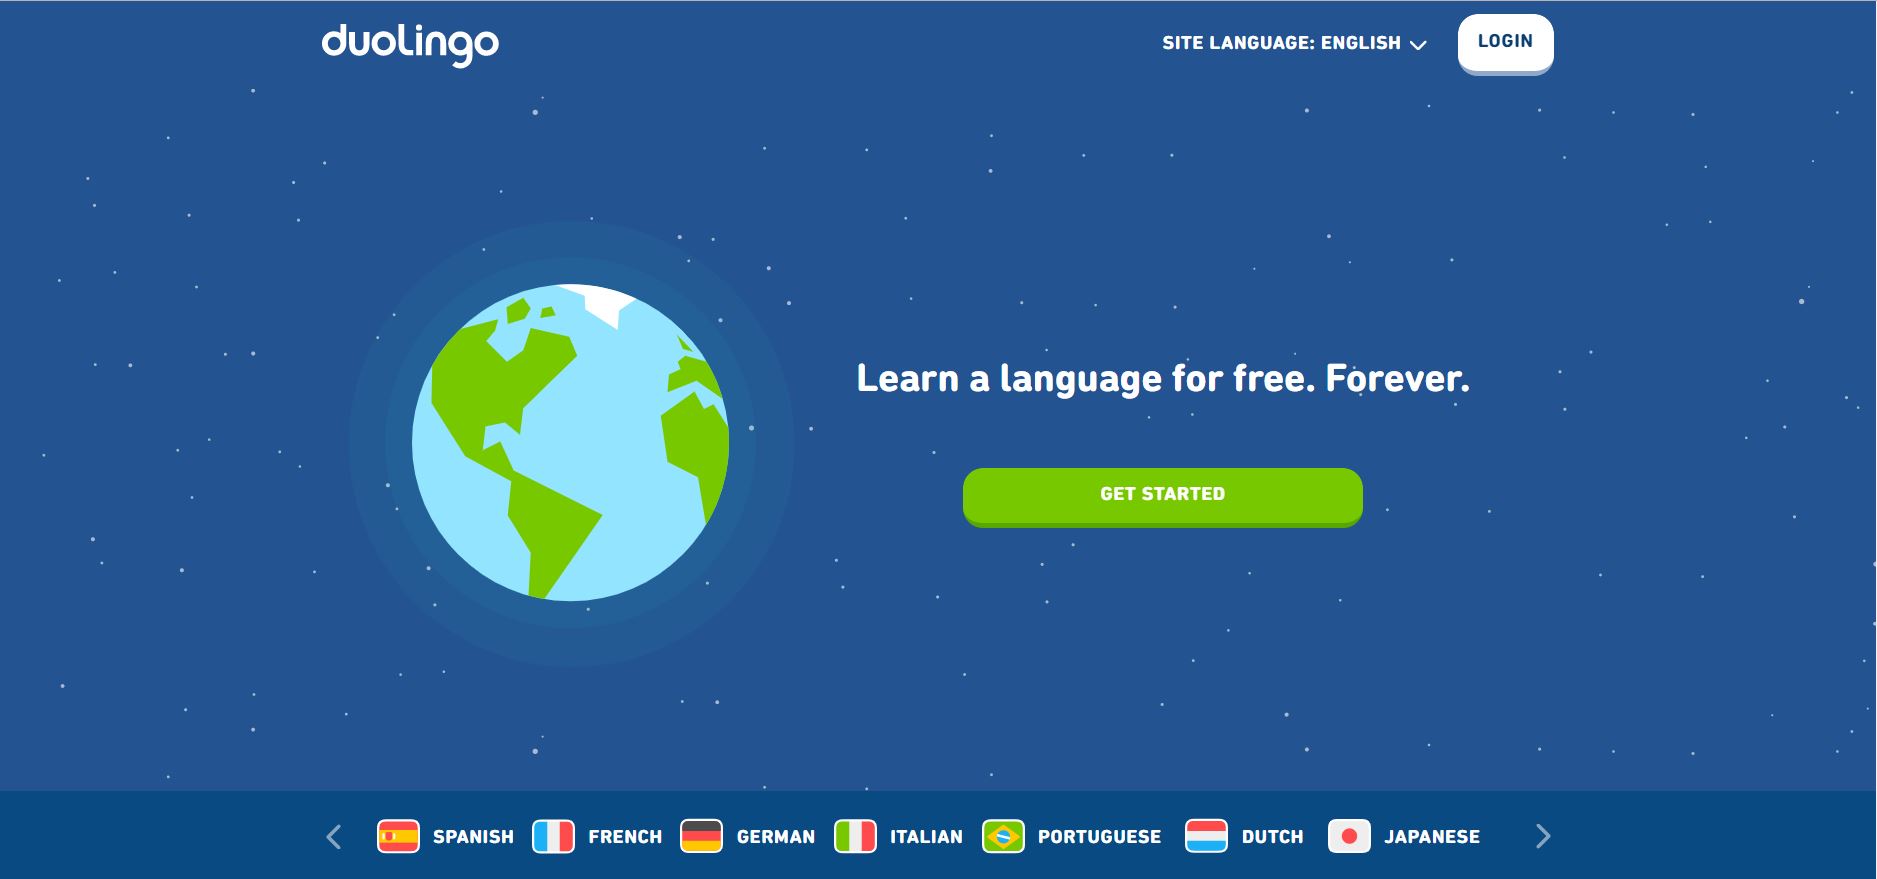 duolingo
SITE LANGUAGE: ENGLISH
LOGIN
Learn a language for free. Forever.
GET STARTED
SPANISH
FRENCH
GERMAN
ITALIAN
PORTUGUESE
DUTCH
JAPANESE